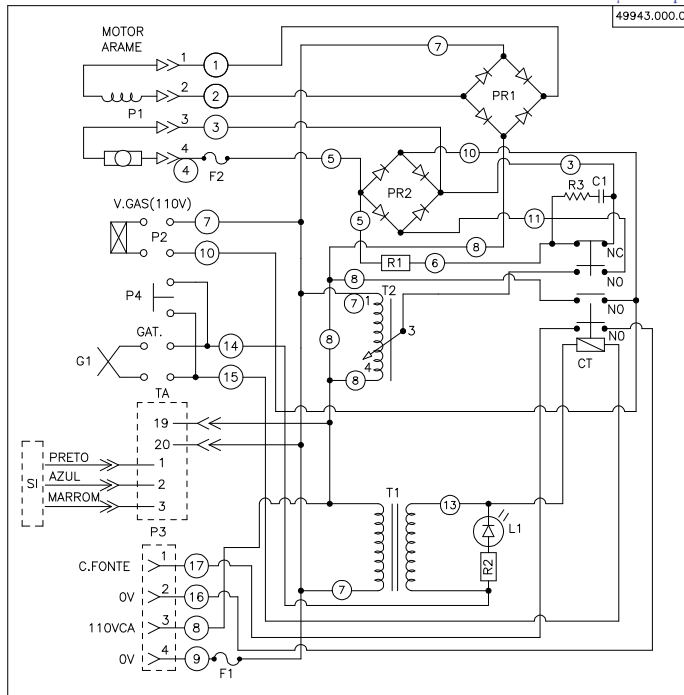 49943.000.0
MOTOR
ARAME
1
1
7
2
2
PR1
P1
3
3
4
4
F2
5
10
3
PR2
R3
C1
V.GAS(110V)
7
P2
10
5
11
8
R1
6
NC
NO
P4
8
T2
7
1
NO
NO
GAT.
14
8
3
4
8
G1
15
CT
TA
19
20
SI
PRETO
1
AZUL
2
MARROM
3
T1
13
L1
P3
R2
C.FONTE
1
17
7
0V
2
16
110VCA
3
8
0V
4
9
F1